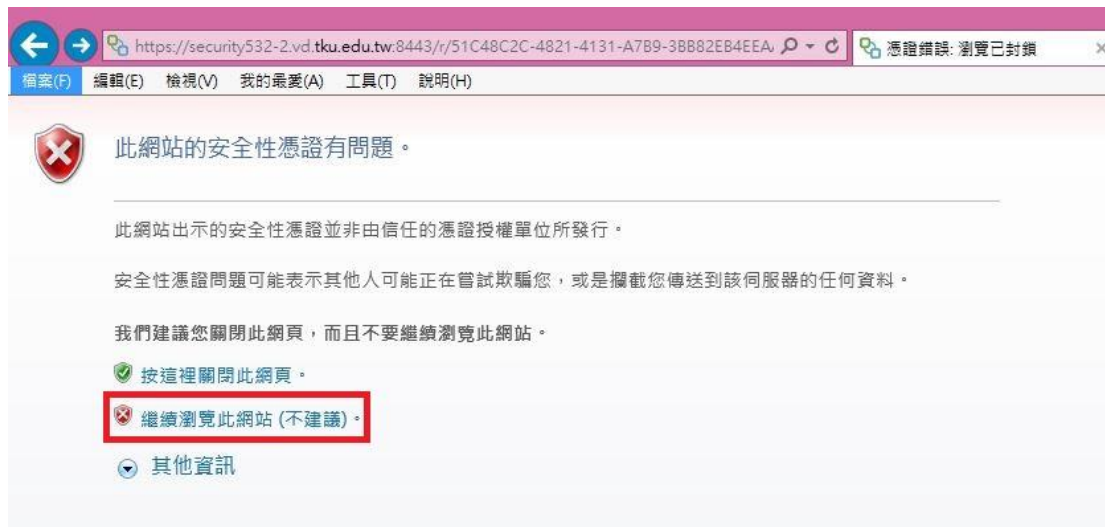 https://security532-2.vd.tku.edu.tw:8443/r/51C48C2C-4821-4131-A7B9-3BB82EB4EEA 憑證錯誤: 瀏覽已封鎖
檔案(F) 編輯(E) 檢視(V) 我的最愛(A) 工具(T) 說明(H)
此網站的安全性憑證有問題。
此網站出示的安全性憑證並非由信任的憑證授權單位所發行。
安全性憑證問題可能表示其他人可能正在嘗試欺騙您，或是攔截您傳送到該伺服器的任何資料。
我們建議您關閉此網頁，而且不要繼續瀏覽此網站。
按這裡關閉此網頁。
繼續瀏覽此網站 (不建議)。
其他資訊